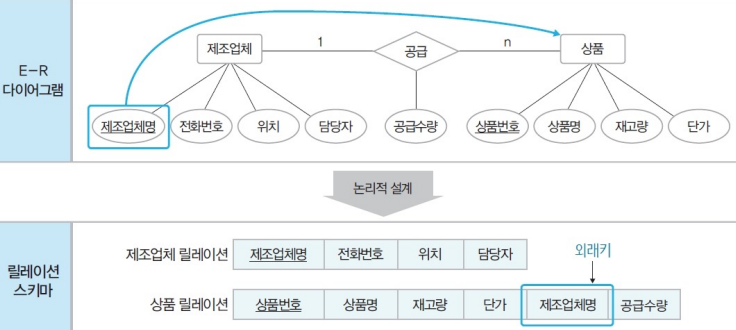 E-R
다이어그램
제조업체
1
공급
n
상품
제조업체명
전화번호
위치
담당자
공급수량
상품번호
상품명
재고량
단가
논리적 설계
릴레이션
스키마
제조업체 릴레이션
제조업체명
전화번호
위치
담당자
외래키
상품 릴레이션
상품번호
상품명
재고량
단가
제조업체명
공급수량